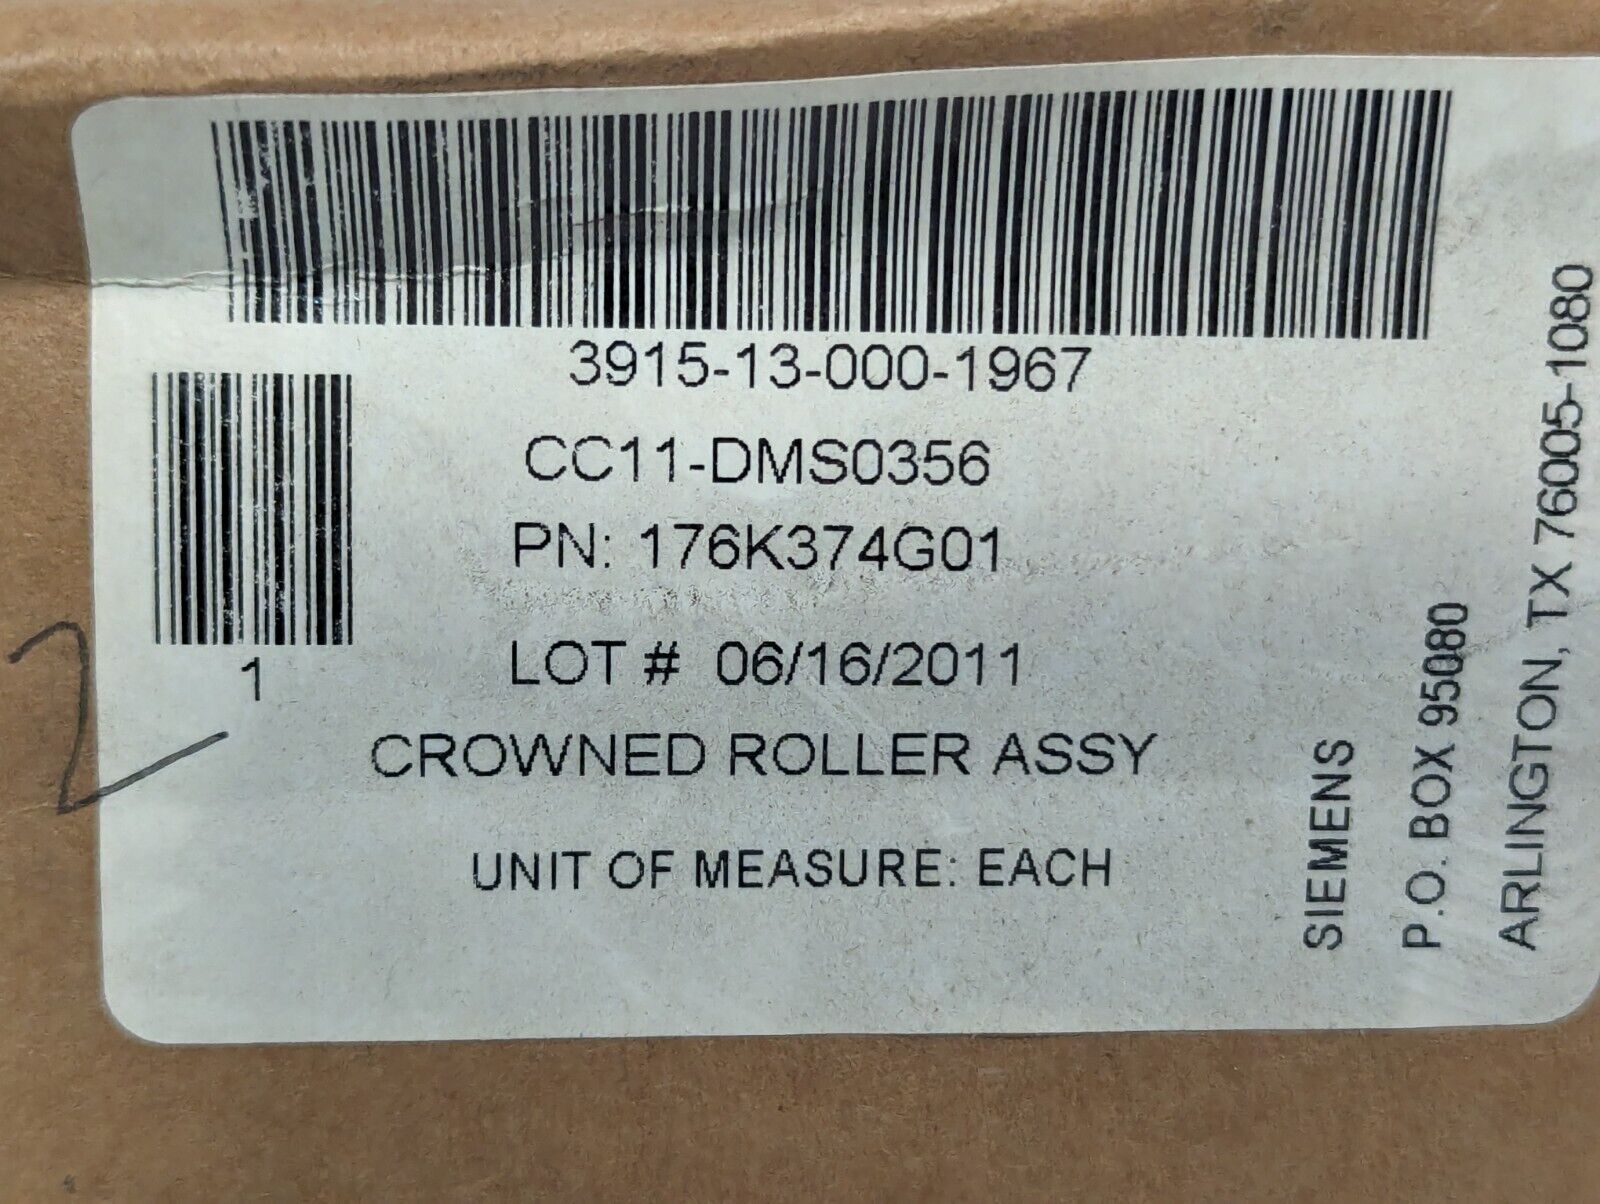 3915-13-000-1967
CC11-DMS0356
PN: 176K374G01
LOT # 06/16/2011
CROWNED ROLLER ASSY
UNIT OF MEASURE: EACH
1
2
SIEMENS
P.O. BOX 95080
ARLINGTON, TX 76005-1080